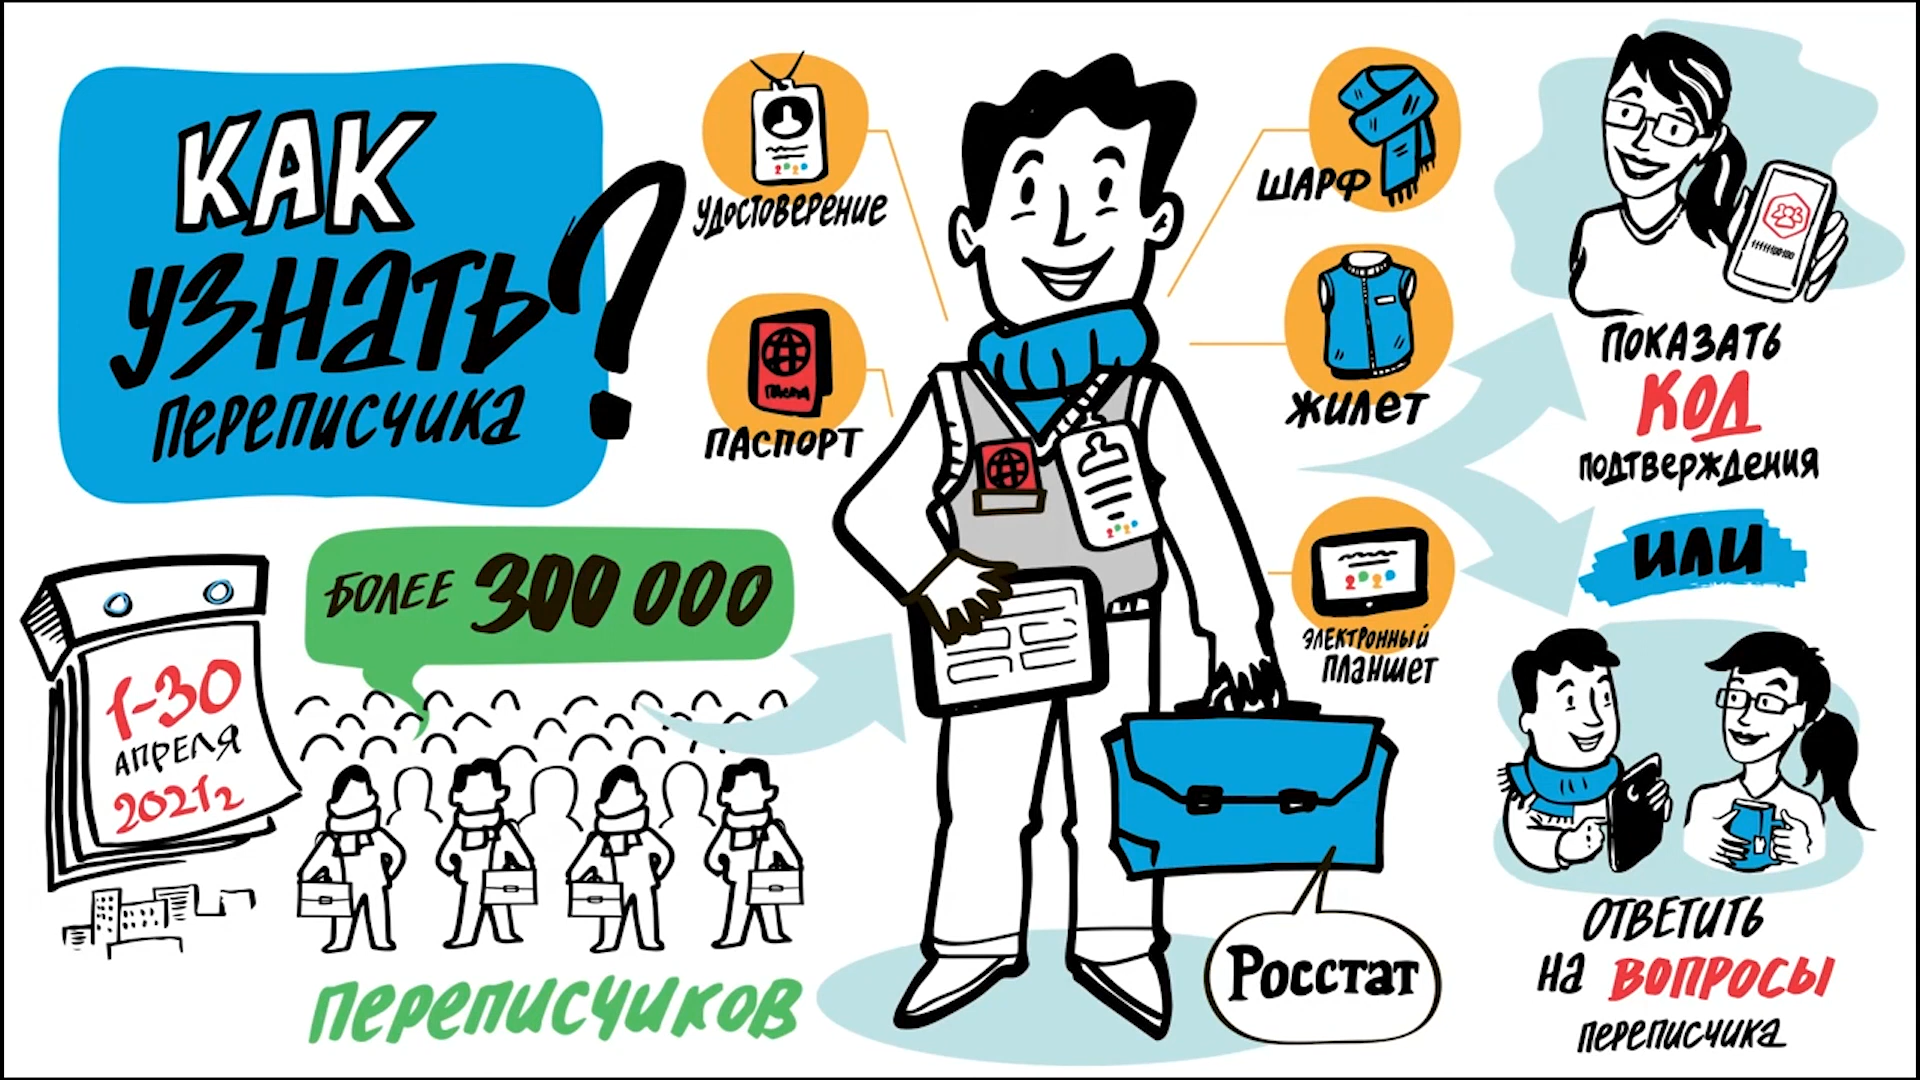 КАК
УЗНАТЬ?
ПЕРЕПИСЧИКА
УДОСТОВЕРЕНИЕ
ПАСПОРТ
ШАРФ
ЖИЛЕТ
ЭЛЕКТРОННЫЙ
ПЛАНШЕТ
БОЛЕЕ 300 000
ПЕРЕПИСЧИКОВ
1-30
АПРЕЛЯ
2021г
Росстат
ПОКАЗАТЬ
КОД
ПОДТВЕРЖДЕНИЯ
ИЛИ
ОТВЕТИТЬ
НА ВОПРОСЫ
ПЕРЕПИСЧИКА